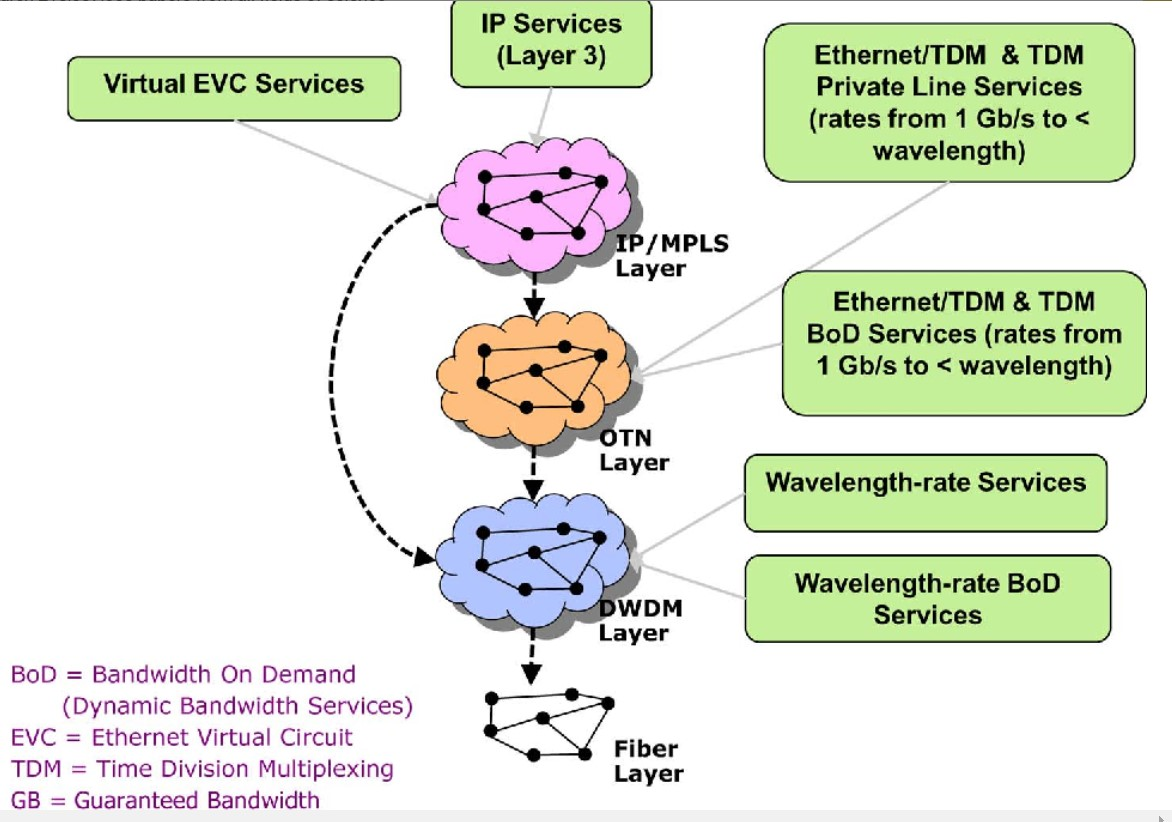 IP Services
(Layer 3)
Virtual EVC Services
Ethernet/TDM & TDM
Private Line Services
(rates from 1 Gb/s to <
wavelength)
IP/MPLS
Layer
Ethernet/TDM & TDM
BoD Services (rates from
1 Gb/s to < wavelength)
OTN
Layer
Wavelength-rate Services
Wavelength-rate BoD
Services
DWDM
Layer
Fiber
Layer
BoD = Bandwidth On Demand
(Dynamic Bandwidth Services)
EVC = Ethernet Virtual Circuit
TDM = Time Division Multiplexing
GB = Guaranteed Bandwidth